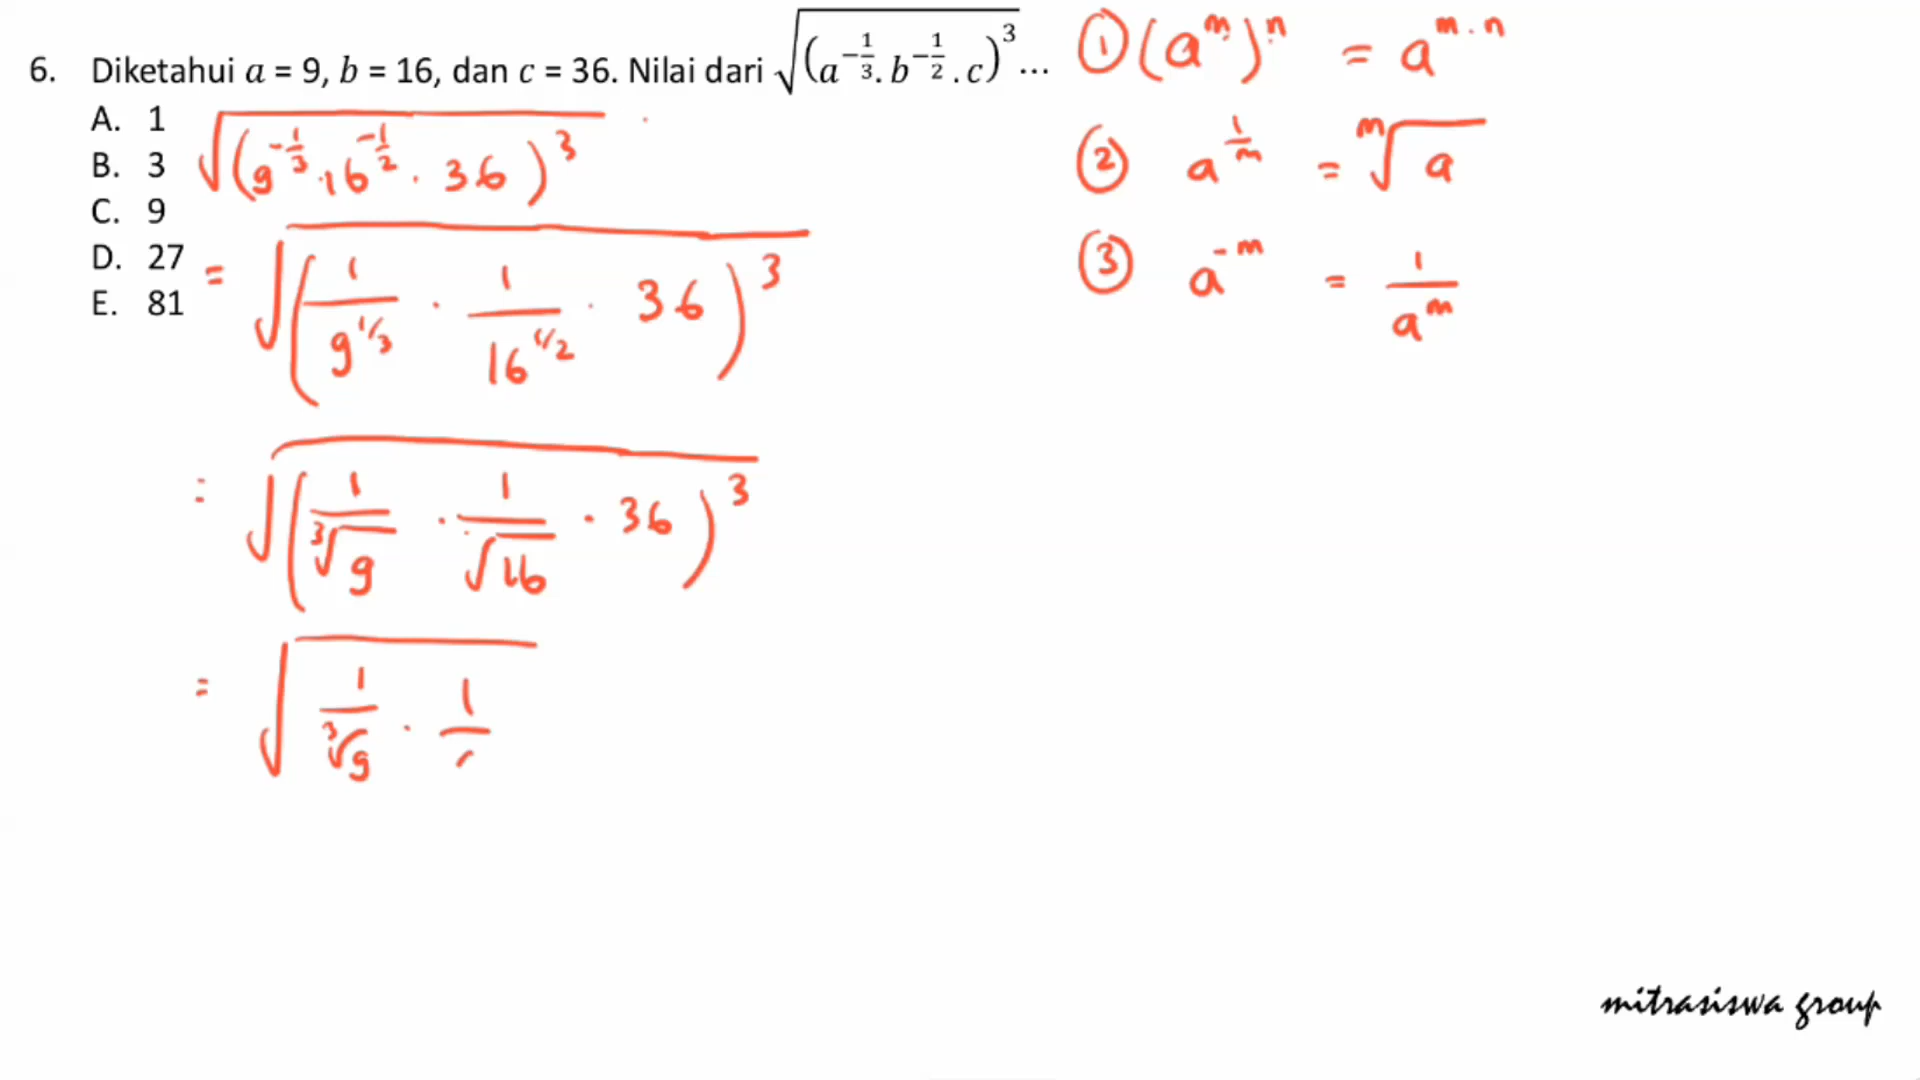 6. Diketahui a = 9, b = 16, dan c = 36. Nilai dari √((a^(-1/3) . b^(-1/2) . c)^3) ...
A. 1
B. 3
C. 9
D. 27
E. 81
√((9^(-1/3) . 16^(-1/2) . 36)^3)
= √((1/9^(1/3) . 1/16^(1/2) . 36)^3)
= √((1/∛9 . 1/√16 . 36)^3)
= √(1/∛9 . 1/
① (a^m)^n = a^(m.n)
② a^(1/m) = ᵐ√a
③ a^(-m) = 1/a^m
mitrasiswa group